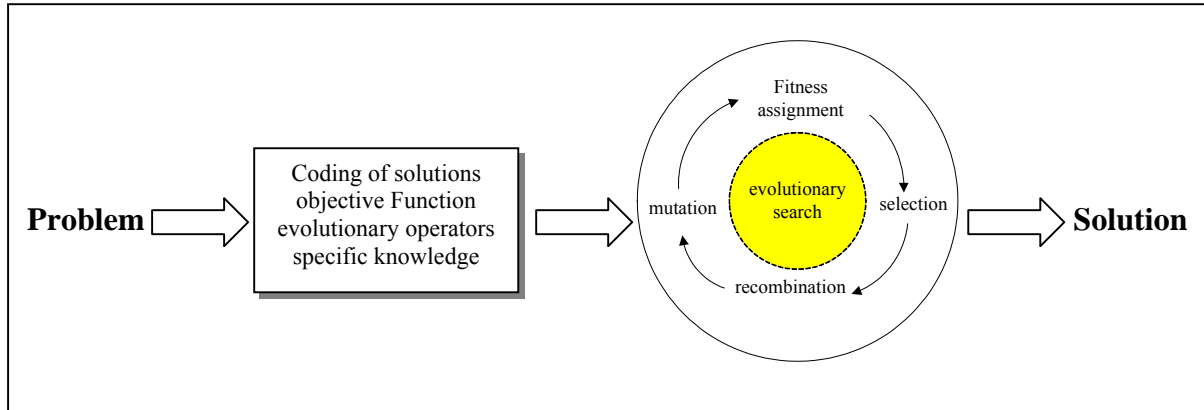 Problem
Coding of solutions
objective Function
evolutionary operators
specific knowledge
Fitness
assignment
selection
recombination
mutation
evolutionary
search
Solution